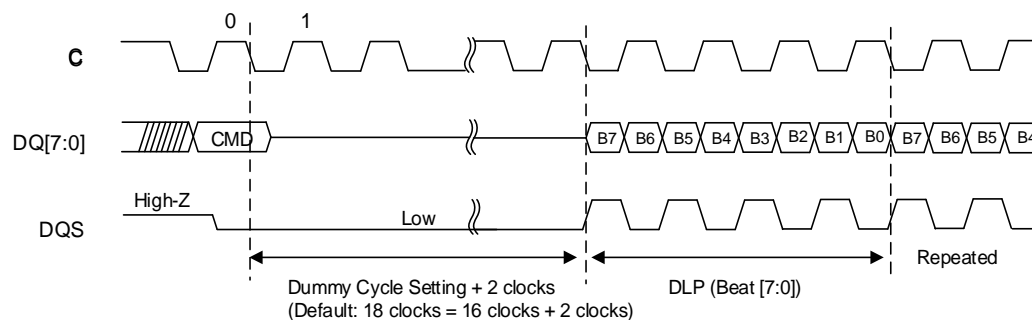 0 1
C
DQ[7:0] CMD B7 B6 B5 B4 B3 B2 B1 B0 B7 B6 B5 B4
High-Z
DQS Low
Repeated
Dummy Cycle Setting + 2 clocks DLP (Beat [7:0])
(Default: 18 clocks = 16 clocks + 2 clocks)